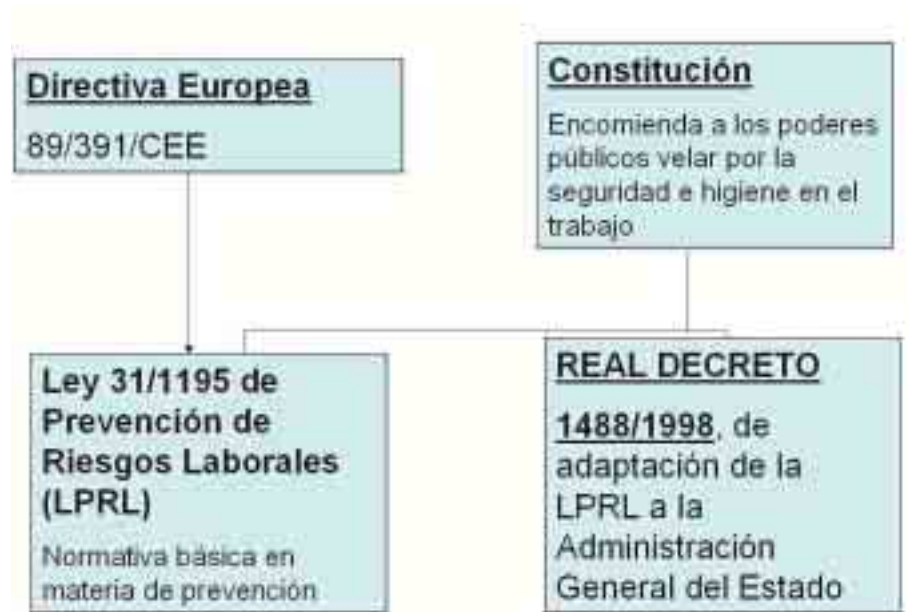 Directiva Europea
89/391/CEE
Constitución
Encomienda a los poderes
públicos velar por la
seguridad e higiene en el
trabajo
Ley 31/1195 de
Prevención de
Riesgos Laborales
(LPRL)
Normativa básica en
materia de prevención
REAL DECRETO
1488/1998, de
adaptación de la
LPRL a la
Administración
General del Estado